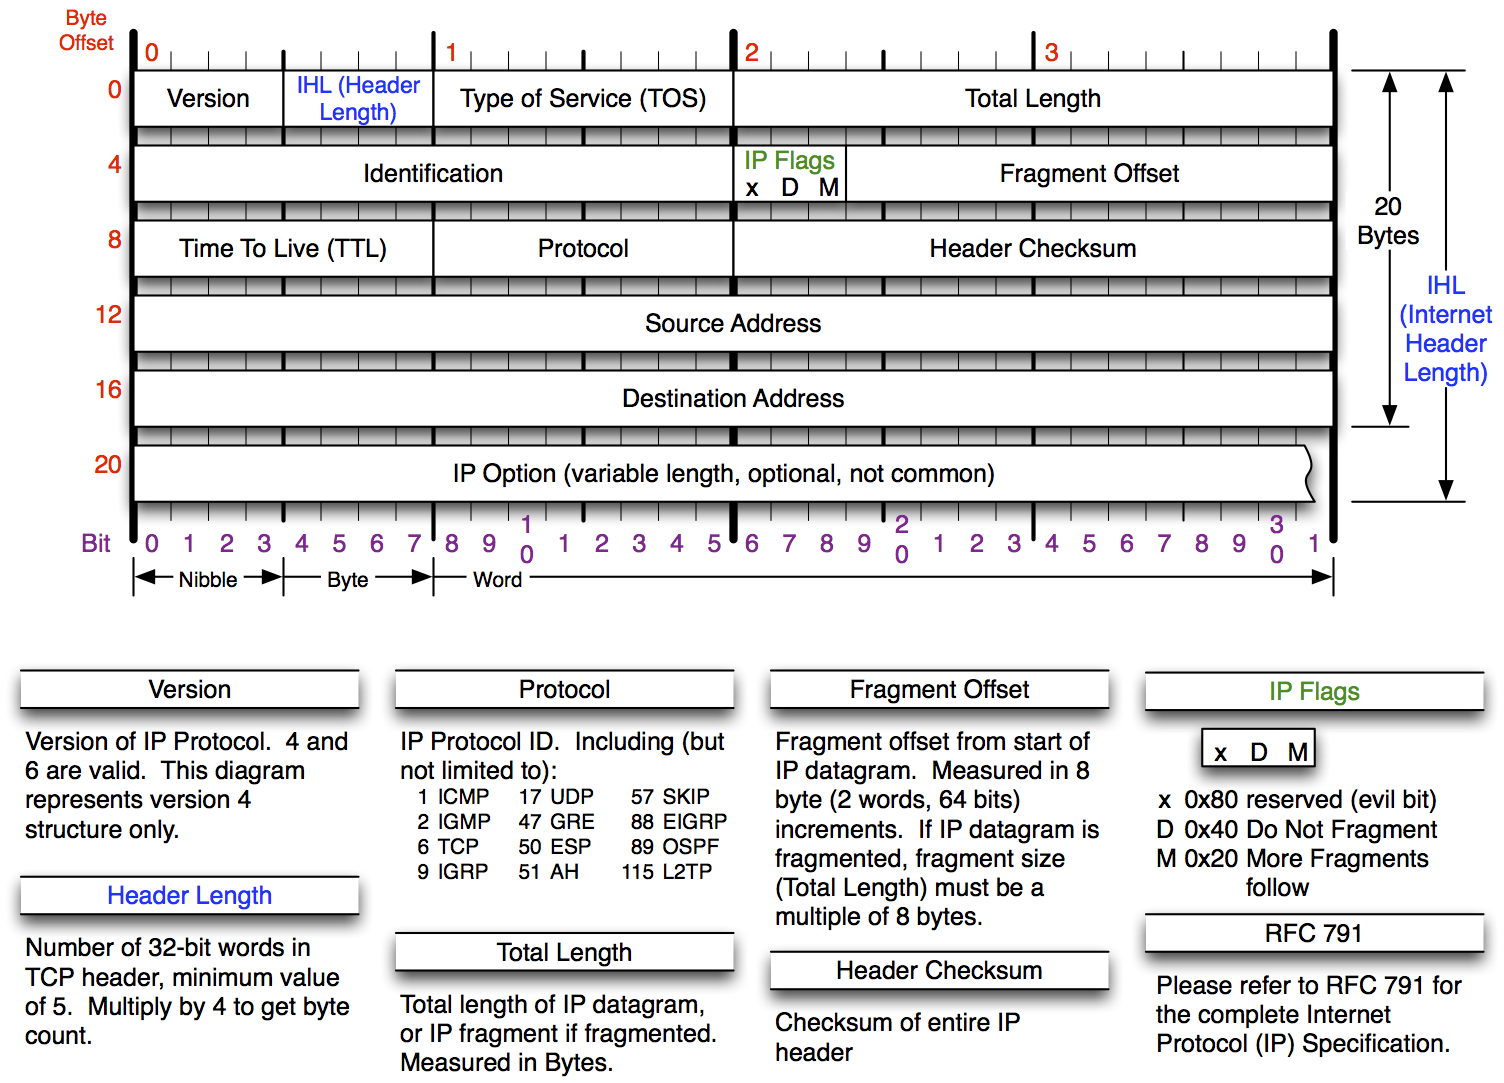 Byte
Offset
0 1 2 3
0
Version
IHL (Header
Length)
Type of Service (TOS)
Total Length
4
Identification
IP Flags
x D M
Fragment Offset
8
Time To Live (TTL)
Protocol
Header Checksum
12
Source Address
16
Destination Address
20
IP Option (variable length, optional, not common)
20
Bytes
IHL
(Internet
Header
Length)
Bit 0 1 2 3 4 5 6 7 8 9 10 1 2 3 4 5 6 7 8 9 20 1 2 3 4 5 6 7 8 9 30 1
Nibble Byte Word
Version
Version of IP Protocol. 4 and
6 are valid. This diagram
represents version 4
structure only.
Header Length
Number of 32-bit words in
TCP header, minimum value
of 5. Multiply by 4 to get byte
count.
Protocol
IP Protocol ID. Including (but
not limited to):
1 ICMP 17 UDP 57 SKIP
2 IGMP 47 GRE 88 EIGRP
6 TCP 50 ESP 89 OSPF
9 IGRP 51 AH 115 L2TP
Total Length
Total length of IP datagram,
or IP fragment if fragmented.
Measured in Bytes.
Fragment Offset
Fragment offset from start of
IP datagram. Measured in 8
byte (2 words, 64 bits)
increments. If IP datagram is
fragmented, fragment size
(Total Length) must be a
multiple of 8 bytes.
Header Checksum
Checksum of entire IP
header
IP Flags
x D M
x 0x80 reserved (evil bit)
D 0x40 Do Not Fragment
M 0x20 More Fragments
follow
RFC 791
Please refer to RFC 791 for
the complete Internet
Protocol (IP) Specification.